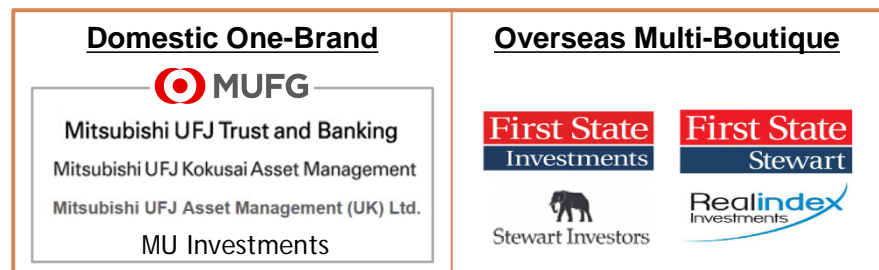 Domestic One-Brand
MUFG
Mitsubishi UFJ Trust and Banking
Mitsubishi UFJ Kokusai Asset Management
Mitsubishi UFJ Asset Management (UK) Ltd.
MU Investments
Overseas Multi-Boutique
First State
Investments
First State
Stewart
Stewart Investors
Realindex
Investments